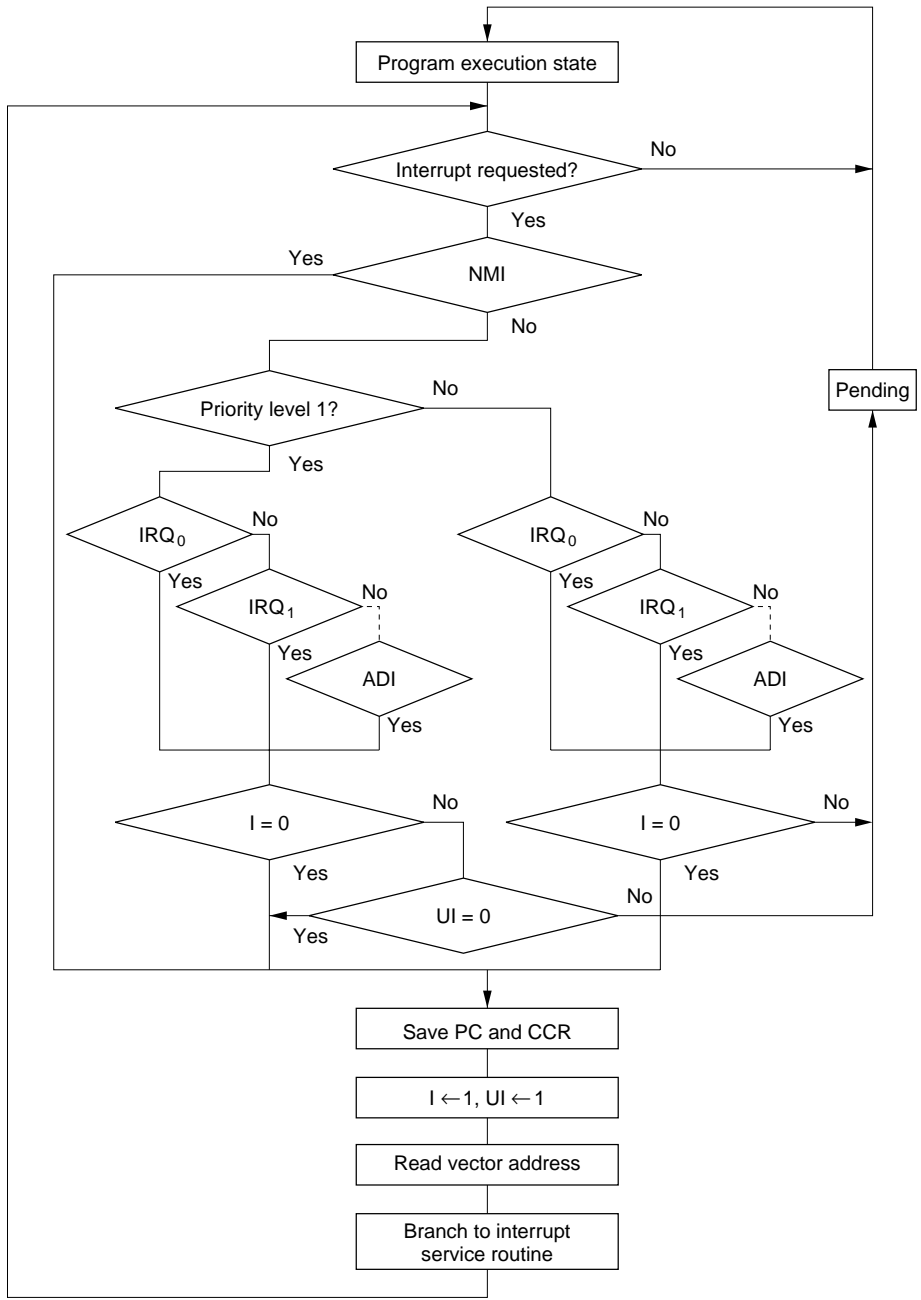 Program execution state
Interrupt requested?
No
Yes
Yes
NMI
No
Priority level 1?
No
Pending
Yes
IRQ0
No
IRQ0
No
Yes
IRQ1
No
Yes
IRQ1
No
Yes
ADI
Yes
ADI
Yes
Yes
I = 0
No
I = 0
No
Yes
Yes
UI = 0
No
Yes
Save PC and CCR
I ←1, UI ←1
Read vector address
Branch to interrupt
service routine